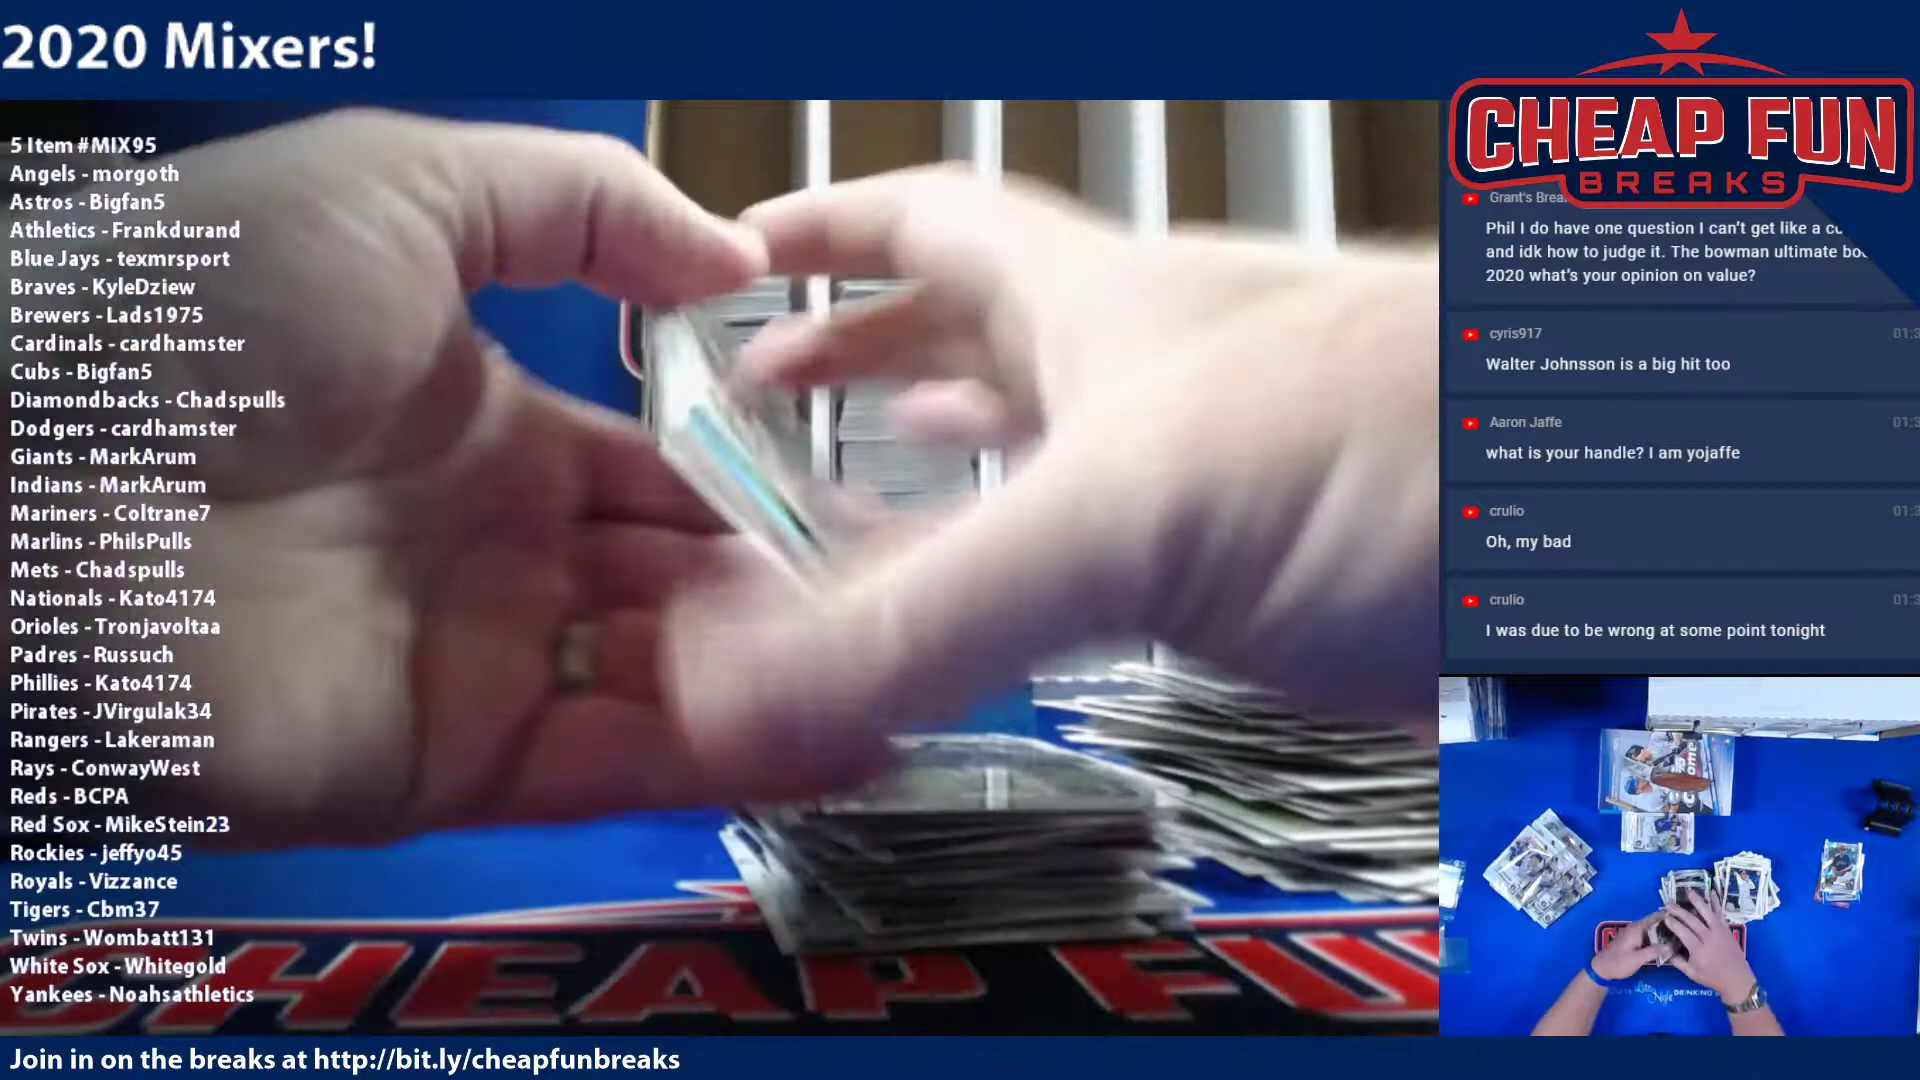 2020 Mixers!
CHEAP FUN
BREAKS
5 Item #MIX95
Angels - morgoth
Astros - Bigfan5
Athletics - Frankdurand
Blue Jays - texmrsport
Braves - KyleDziew
Brewers - Lads1975
Cardinals - cardhamster
Cubs - Bigfan5
Diamondbacks - Chadspulls
Dodgers - cardhamster
Giants - MarkArum
Indians - MarkArum
Mariners - Coltrane7
Marlins - PhilsPulls
Mets - Chadspulls
Nationals - Kato4174
Orioles - Tronjavoltaa
Padres - Russuch
Phillies - Kato4174
Pirates - JVirgulak34
Rangers - Lakeraman
Rays - ConwayWest
Reds - BCPA
Red Sox - MikeStein23
Rockies - jeffyo45
Royals - Vizzance
Tigers - Cbm37
Twins - Wombatt131
White Sox - Whitegold
Yankees - Noahsathletics
Grant's
Phil I do have one question I can't get like a
and idk how to judge it. The bowman ultimate
2020 what's your opinion on value?
cyris917
Walter Johnsson is a big hit too
Aaron Jaffe
what is your handle? I am yojaffe
crulio
Oh, my bad
crulio
I was due to be wrong at some point tonight
HEAP FU
DRINKING
Join in on the breaks at http://bit.ly/cheapfunbreaks